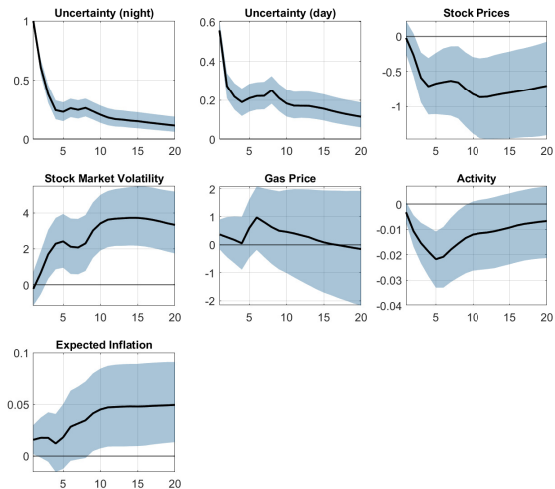 Uncertainty (night)
1
0.5
0
5 10 15 20
Uncertainty (day)
0.6
0.4
0.2
0
5 10 15 20
Stock Prices
0
-0.5
-1
5 10 15 20
Stock Market Volatility
4
2
0
5 10 15 20
Gas Price
2
1
0
-1
-2
5 10 15 20
Activity
0
-0.01
-0.02
-0.03
-0.04
5 10 15 20
Expected Inflation
0.1
0.05
0
5 10 15 20